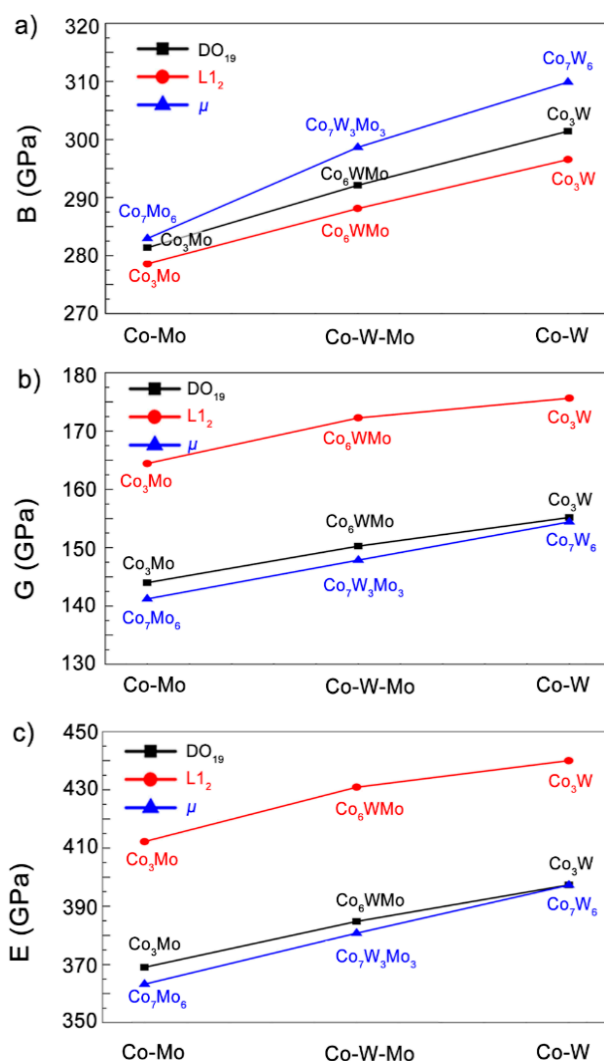 a)
320
310
300
290
280
270
B (GPa)
DO₁₉
L1₂
μ
Co₇Mo₆
Co₃Mo
Co₃Mo
Co₇W₃Mo₃
Co₆WMo
Co₆WMo
Co₇W₆
Co₃W
Co₃W
Co-Mo
Co-W-Mo
Co-W
b)
180
170
160
150
140
130
G (GPa)
DO₁₉
L1₂
μ
Co₃Mo
Co₃Mo
Co₇Mo₆
Co₆WMo
Co₆WMo
Co₇W₃Mo₃
Co₃W
Co₃W
Co₇W₆
Co-Mo
Co-W-Mo
Co-W
c)
450
430
410
390
370
350
E (GPa)
DO₁₉
L1₂
μ
Co₃Mo
Co₃Mo
Co₇Mo₆
Co₆WMo
Co₆WMo
Co₇W₃Mo₃
Co₃W
Co₃W
Co₇W₆
Co-Mo
Co-W-Mo
Co-W